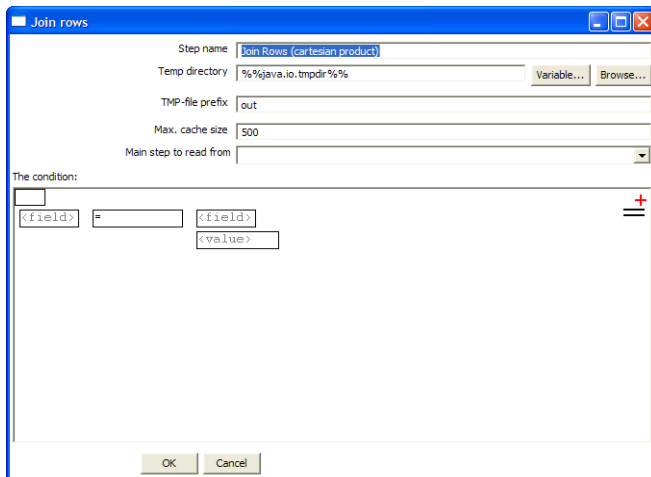 Join rows
Step name Join Rows (cartesian product)
Temp directory %%java.io.tmpdir%% Variable... Browse...
TMP-file prefix out
Max. cache size 500
Main step to read from
The condition:
<field> = <field>
<value>
OK Cancel